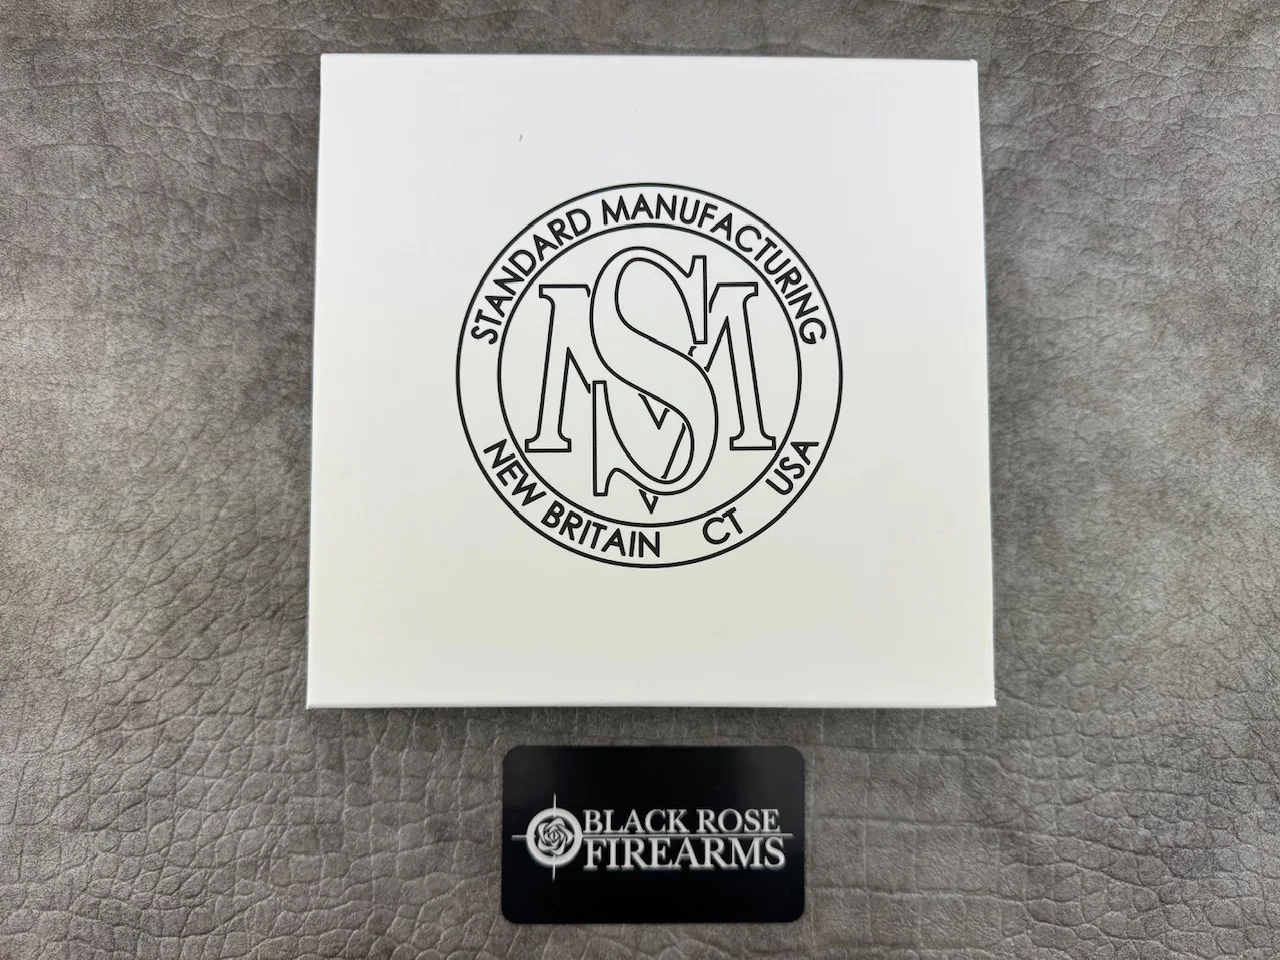 STANDARD MANUFACTURING
SM
NEW BRITAIN CT USA
BLACK ROSE
FIREARMS